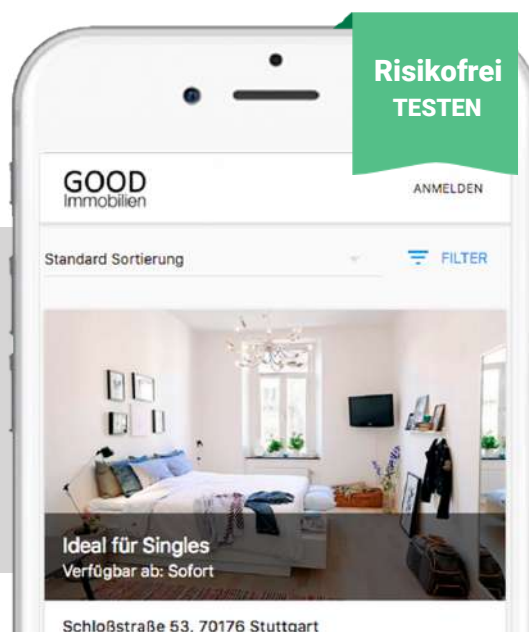 Risikofrei
TESTEN
GOOD
Immobilien
ANMELDEN
Standard Sortierung
FILTER
Ideal für Singles
Verfügbar ab: Sofort
Schloßstraße 53, 70176 Stuttgart